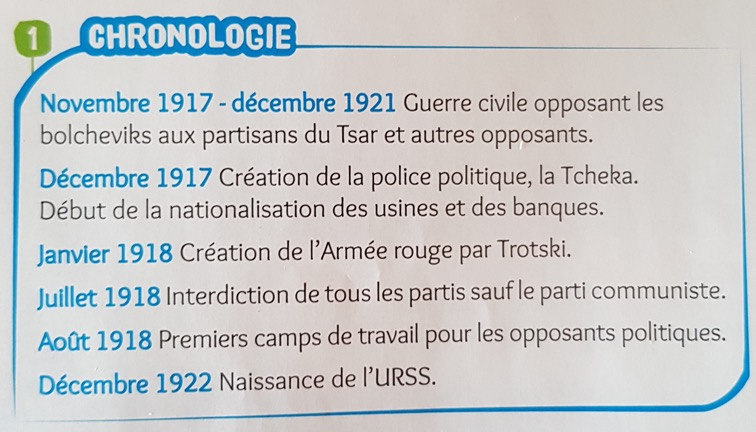 1 CHRONOLOGIE
Novembre 1917 - décembre 1921 Guerre civile opposant les
bolcheviks aux partisans du Tsar et autres opposants.
Décembre 1917 Création de la police politique, la Tcheka.
Début de la nationalisation des usines et des banques.
Janvier 1918 Création de l'Armée rouge par Trotski.
Juillet 1918 Interdiction de tous les partis sauf le parti communiste.
Août 1918 Premiers camps de travail pour les opposants politiques.
Décembre 1922 Naissance de l'URSS.